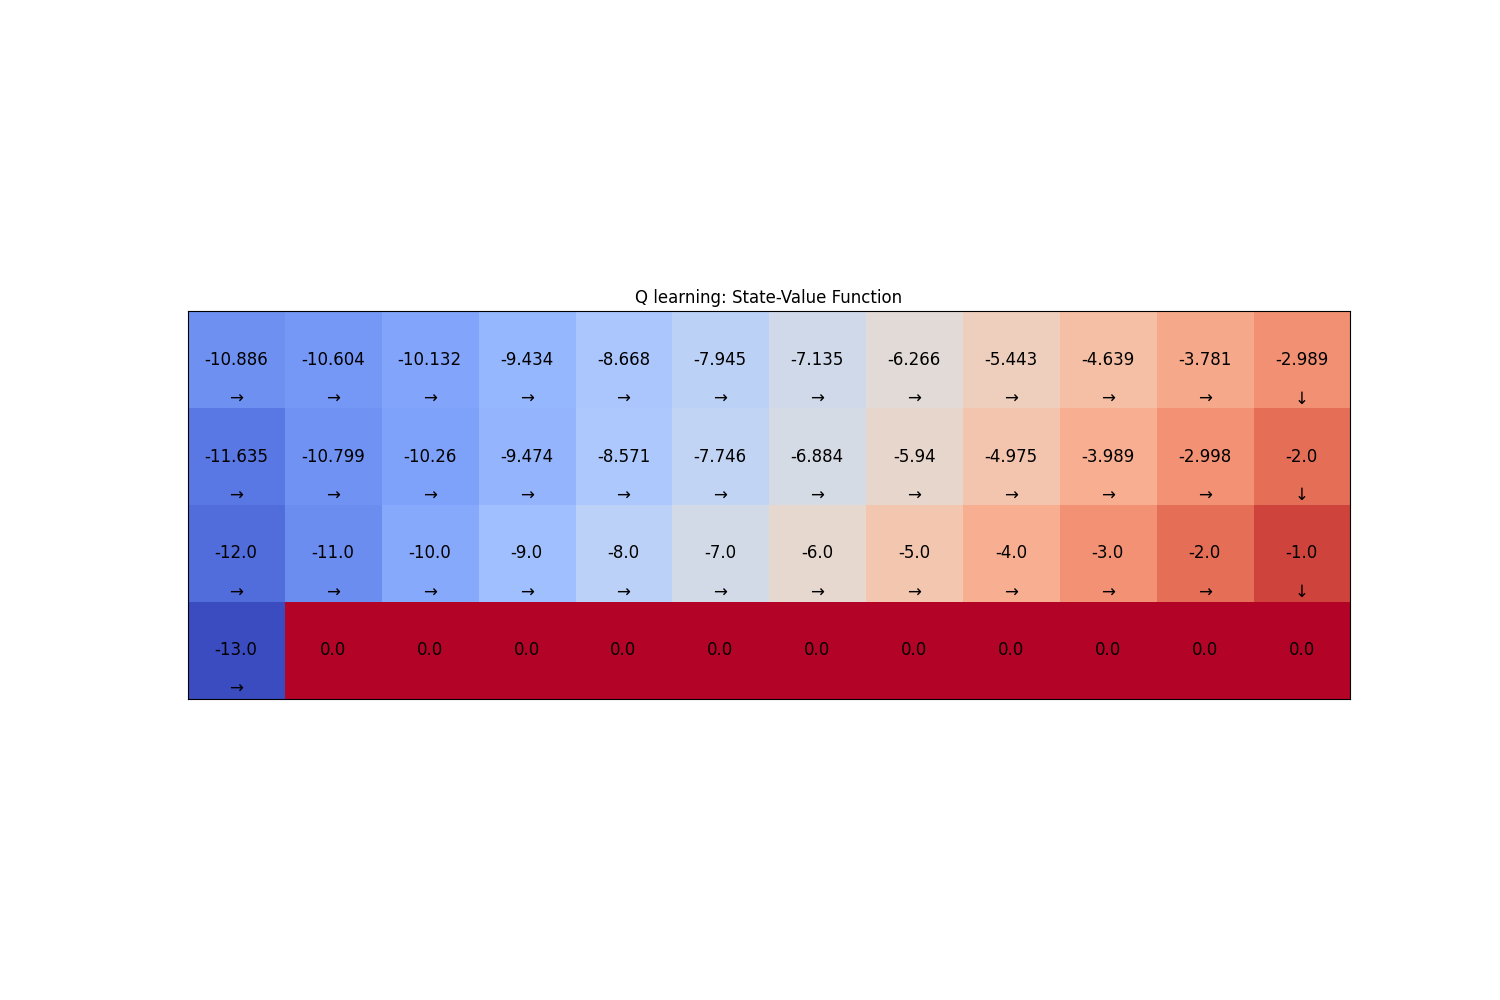 Q learning: State-Value Function
-10.886 -10.604 -10.132 -9.434 -8.668 -7.945 -7.135 -6.266 -5.443 -4.639 -3.781 -2.989
→ → → → → → → → → → → ↓
-11.635 -10.799 -10.26 -9.474 -8.571 -7.746 -6.884 -5.94 -4.975 -3.989 -2.998 -2.0
→ → → → → → → → → → → ↓
-12.0 -11.0 -10.0 -9.0 -8.0 -7.0 -6.0 -5.0 -4.0 -3.0 -2.0 -1.0
→ → → → → → → → → → → ↓
-13.0 0.0 0.0 0.0 0.0 0.0 0.0 0.0 0.0 0.0 0.0 0.0
→